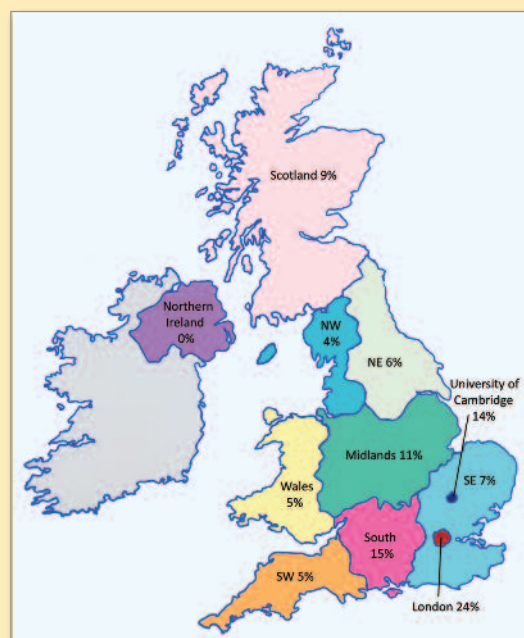 Scotland 9%
Northern
Ireland
0%
NW
4%
NE 6%
University of
Cambridge
14%
Midlands 11%
SE 7%
Wales
5%
South
15%
SW 5%
London 24%